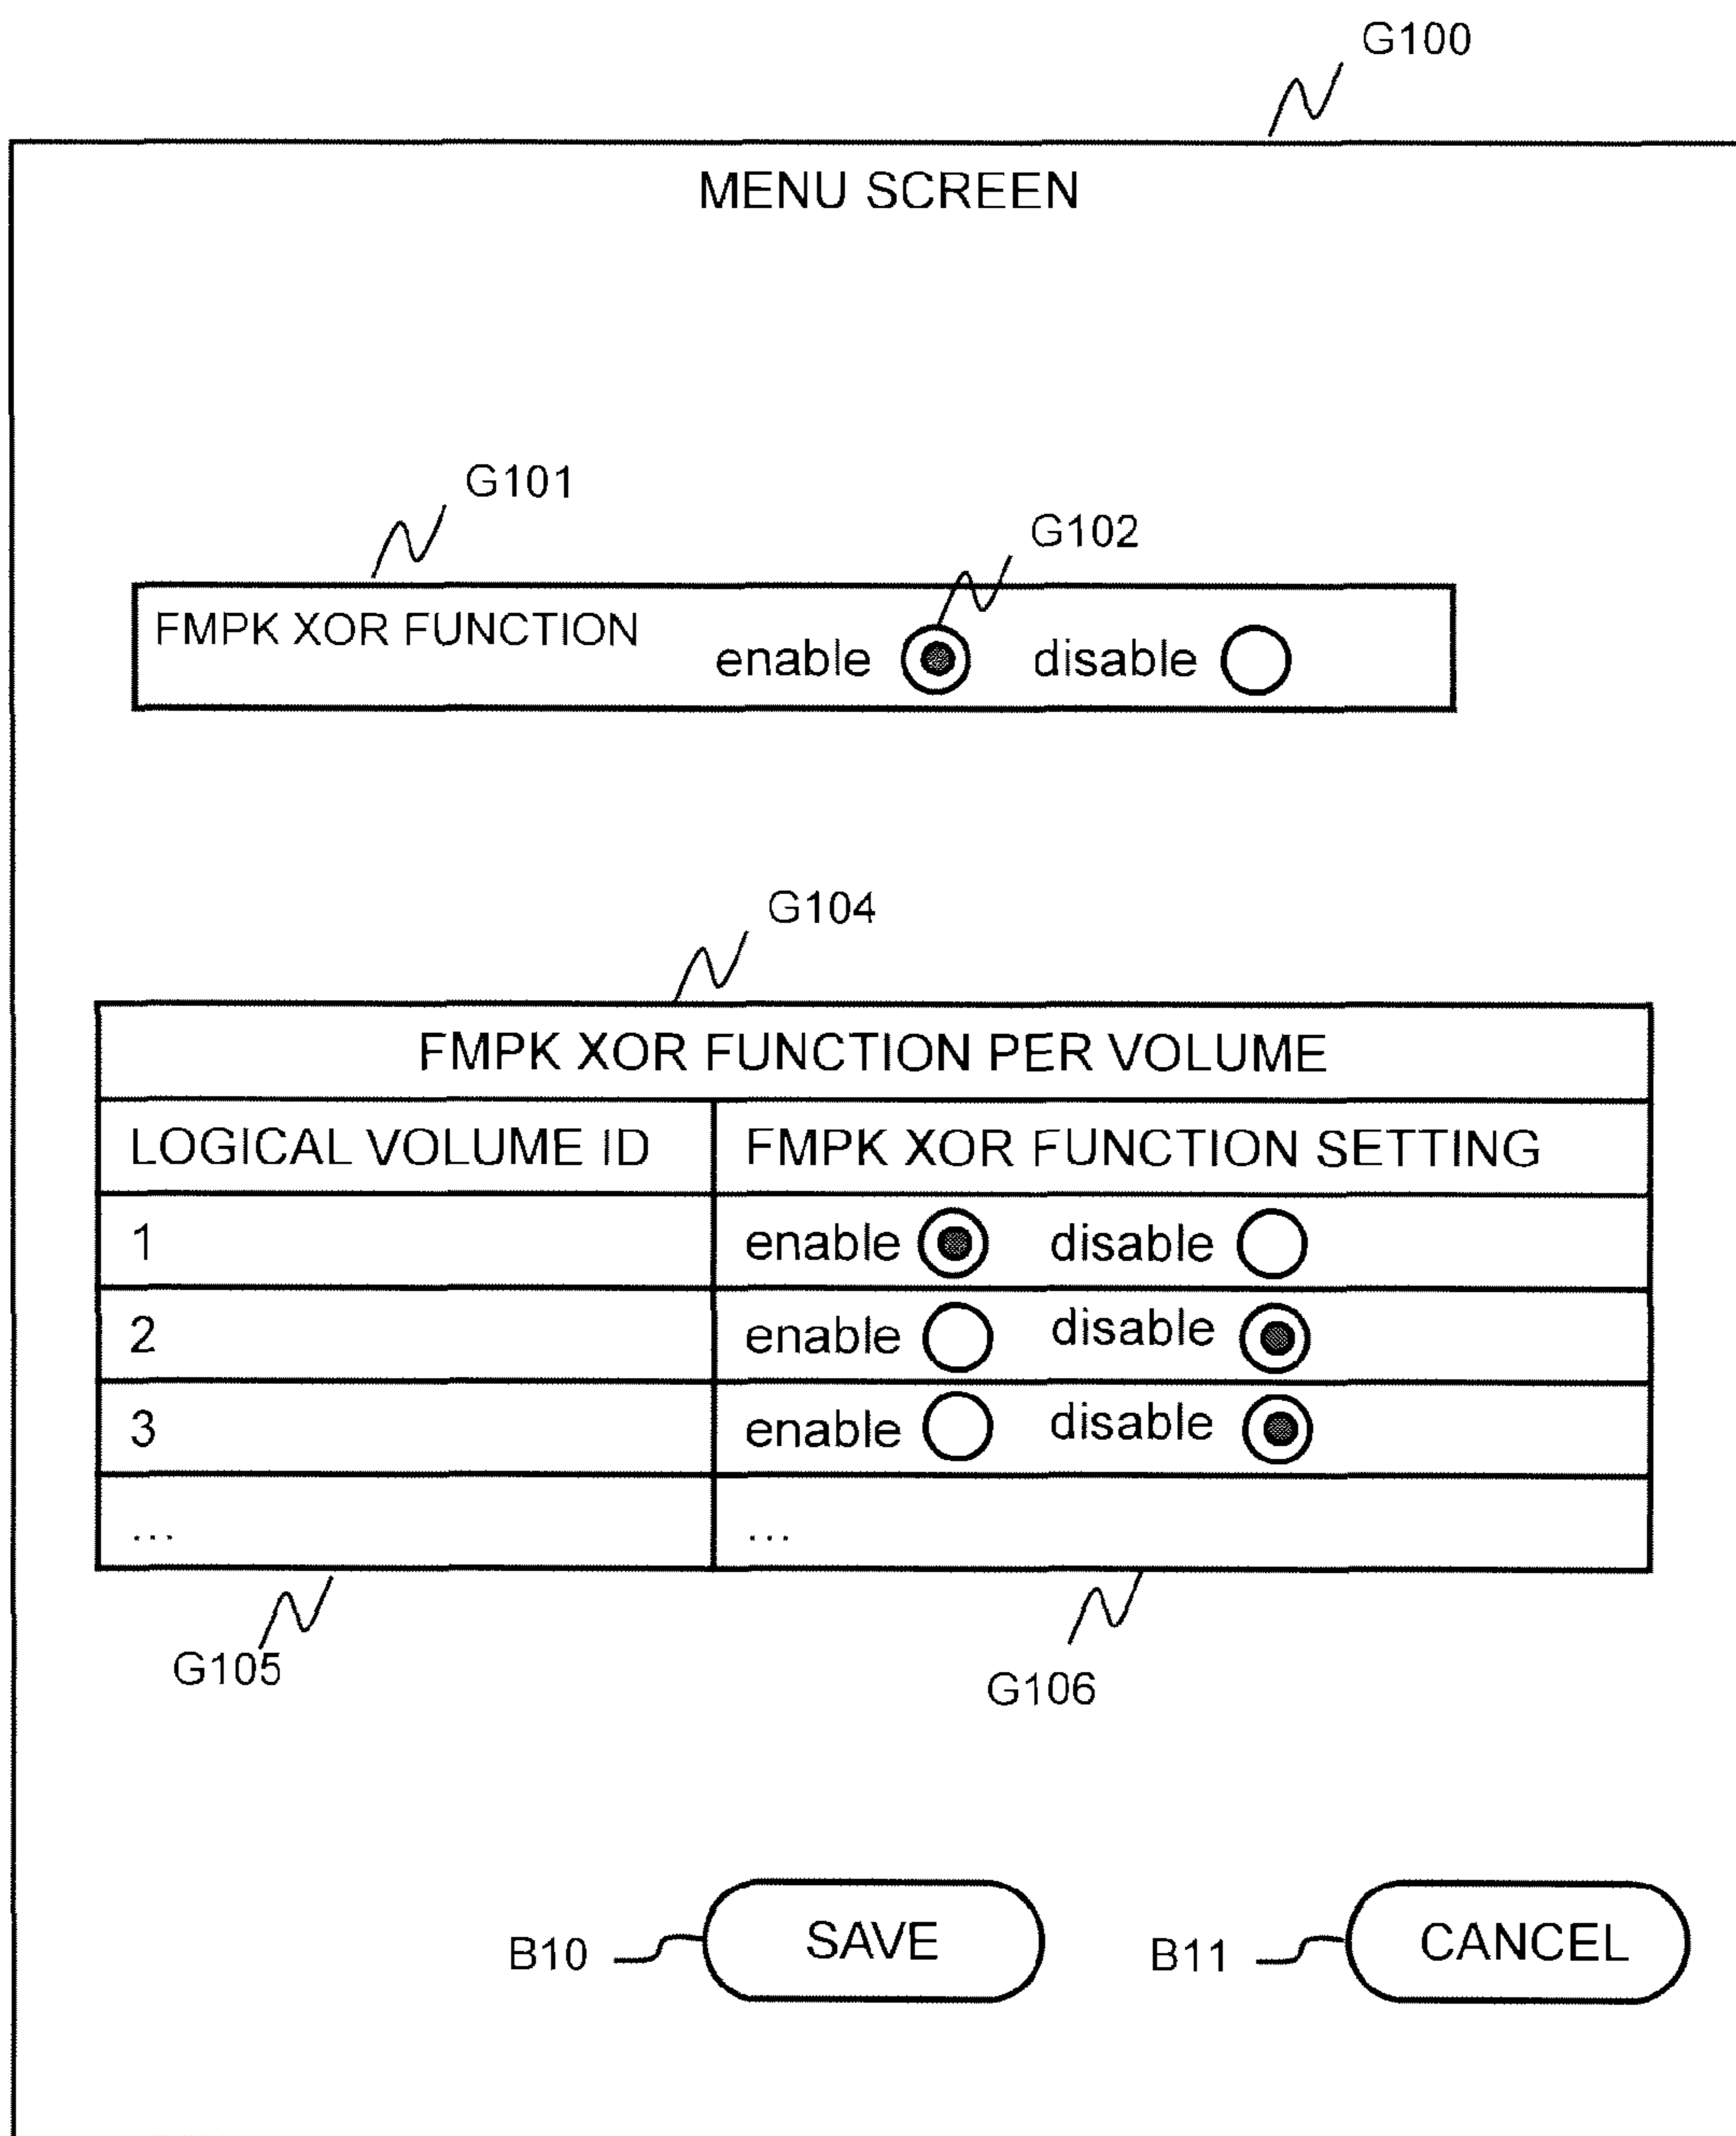 G100
MENU SCREEN
G101
G102
FMPK XOR FUNCTION enable disable
G104
FMPK XOR FUNCTION PER VOLUME
LOGICAL VOLUME ID FMPK XOR FUNCTION SETTING
1 enable disable
2 enable disable
3 enable disable
... ...
G105 G106
B10 SAVE B11 CANCEL